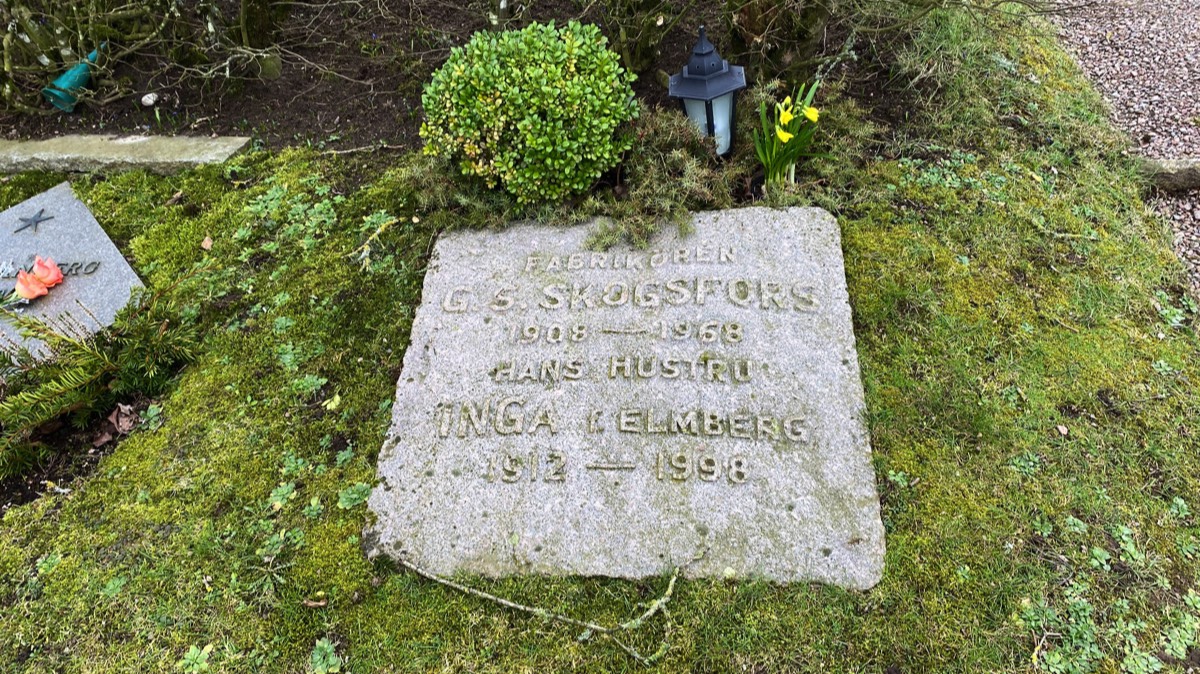 FABRIKÖREN
G. S. SKOGSFORS
1908 — 1968
HANS HUSTRU
INGA F. ELMBERG
1912 — 1998